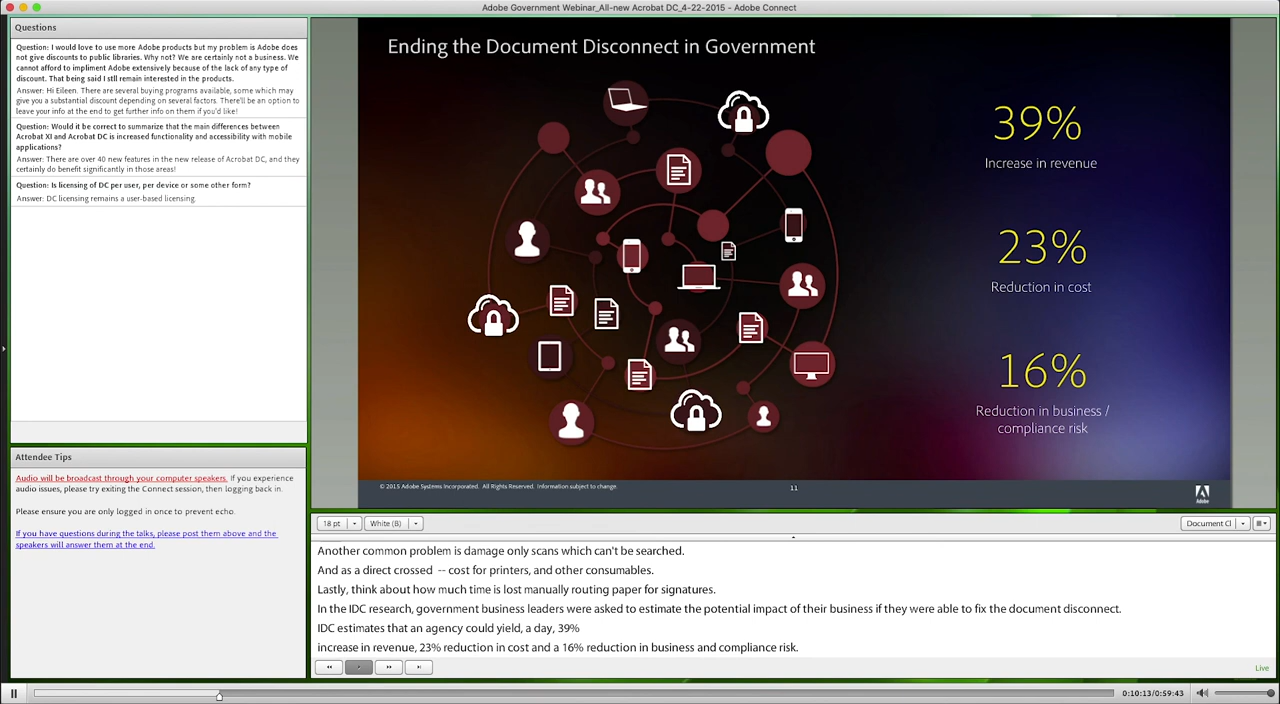 Adobe Government Webinar_All-new Acrobat DC_4-22-2015 - Adobe Connect
Questions
Question: I would love to use more Adobe products but my problem is Adobe does
not give discounts to public libraries. Why not? We are certainly not a business. We
cannot afford to impliment Adobe extensively because of the lack of any type of
discount. That being said I stll remain interested in the products.
Answer: Hi Eileen. There are several buying programs available, some which may
give you a substantial discount depending on several factors. There'll be an option to
leave your info at the end to get further info on them if you'd like!
Question: Would it be correct to summarize that the main differences between
Acrobat XI and Acrobat DC is increased functionality and accessibility with mobile
applications?
Answer: There are over 40 new features in the new release of Acrobat DC, and they
certainly do benefit significantly in those areas!
Question: Is licensing of DC per user, per device or some other form?
Answer: DC licensing remains a user-based licensing.
Attendee Tips
Audio will be broadcast through your computer speakers. If you experience
audio issues, please try exiting the Connect session, then logging back in.
Please ensure you are only logged in once to prevent echo.
If you have questions during the talks, please post them above and the
speakers will answer them at the end.
Ending the Document Disconnect in Government
39%
Increase in revenue
23%
Reduction in cost
16%
Reduction in business /
compliance risk
© 2015 Adobe Systems Incorporated. All Rights Reserved. Information subject to change.
11
Adobe
18 pt
White (B)
Document Cl
Another common problem is damage only scans which can't be searched.
And as a direct crossed -- cost for printers, and other consumables.
Lastly, think about how much time is lost manually routing paper for signatures.
In the IDC research, government business leaders were asked to estimate the potential impact of their business if they were able to fix the document disconnect.
IDC estimates that an agency could yield, a day, 39%
increase in revenue, 23% reduction in cost and a 16% reduction in business and compliance risk.
Live
0:10:13/0:59:43